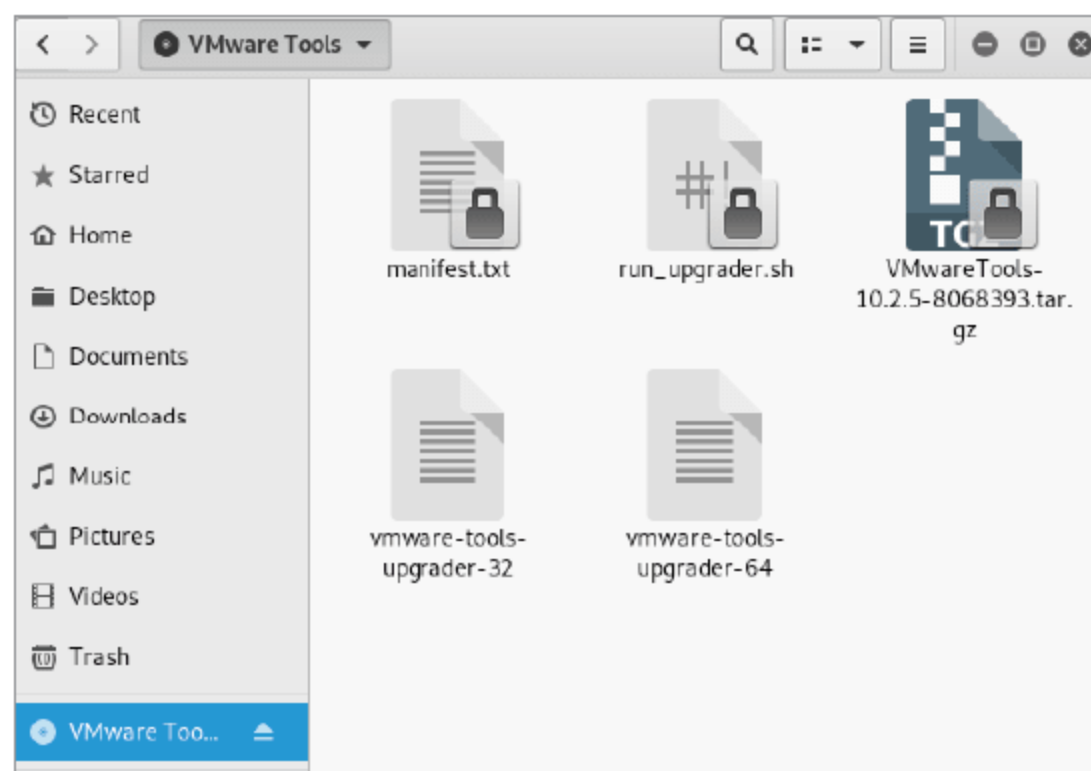 VMware Tools
Recent
Starred
Home
Desktop
Documents
Downloads
Music
Pictures
Videos
Trash
VMware Too...
manifest.txt
run_upgrader.sh
VMwareTools-
10.2.5-8068393.tar.
gz
TGZ
vmware-tools-
upgrader-32
vmware-tools-
upgrader-64